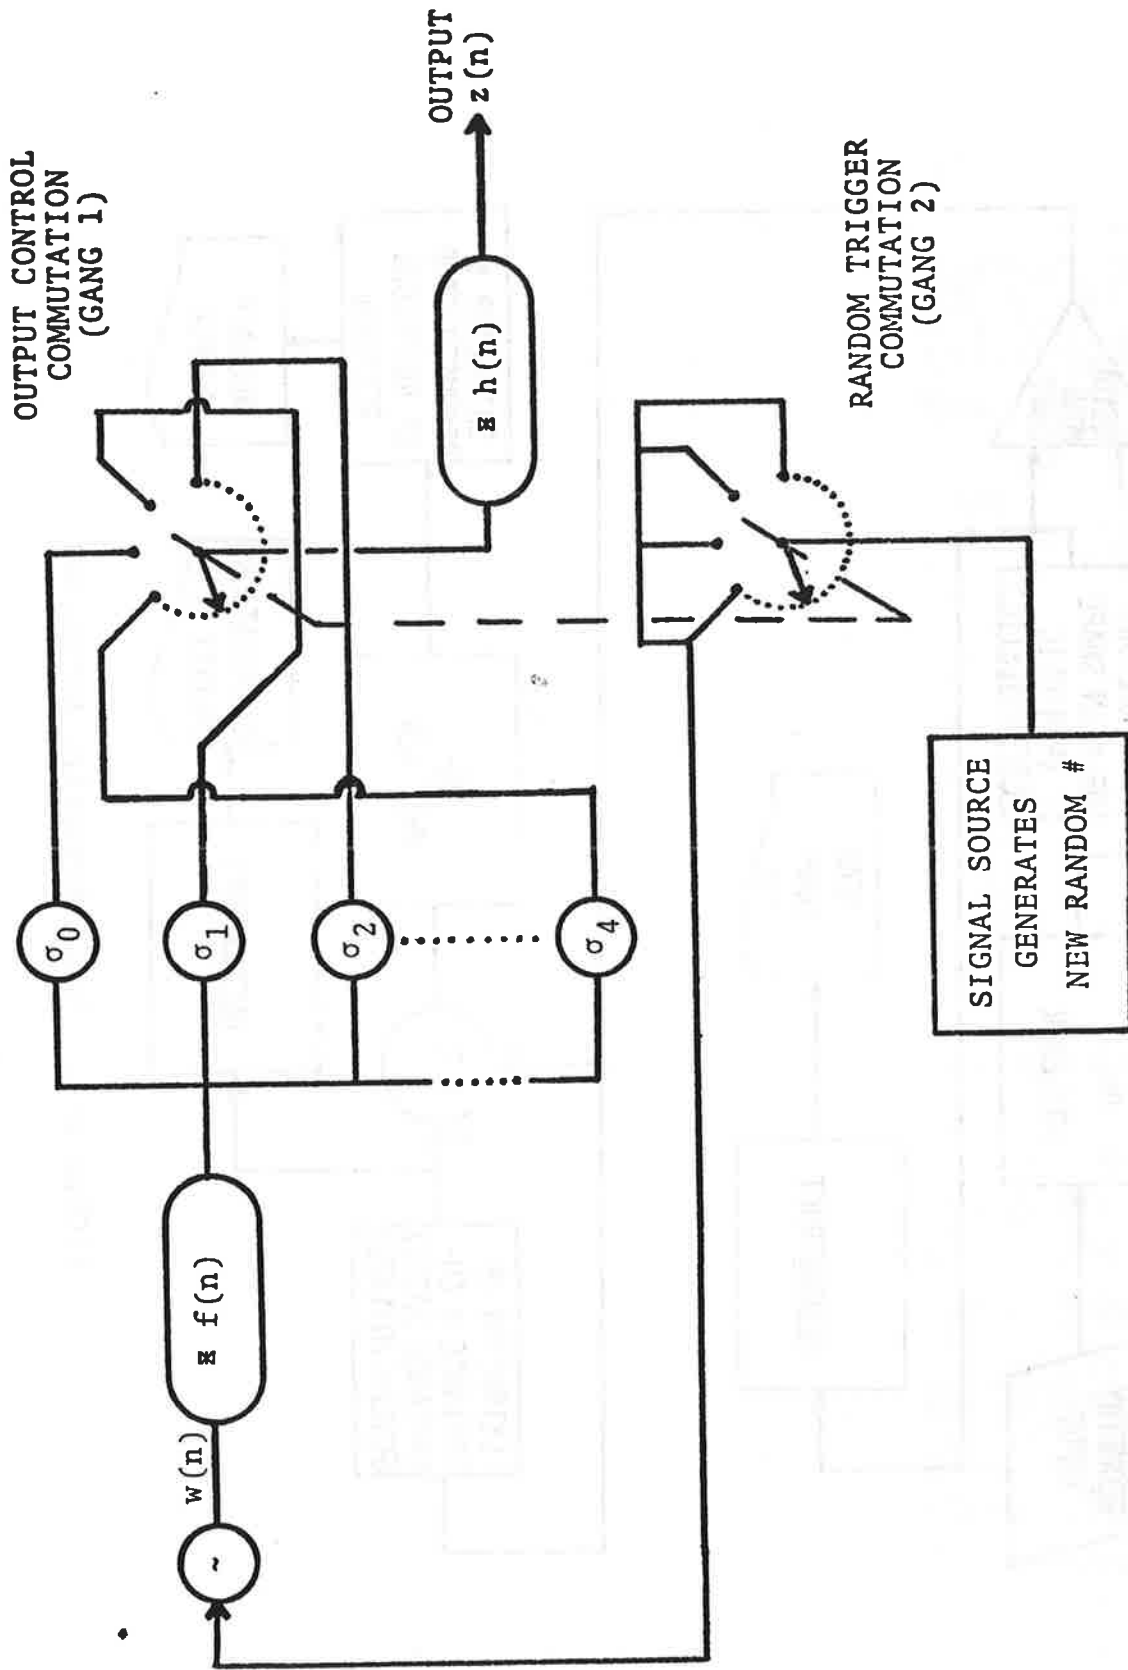 OUTPUT CONTROL
COMMUTATION
(GANG 1)
OUTPUT
z(n)
σ0
σ1
σ2
σ4
w(n)
~
* f(n)
* h(n)
RANDOM TRIGGER
COMMUTATION
(GANG 2)
SIGNAL SOURCE
GENERATES
NEW RANDOM #